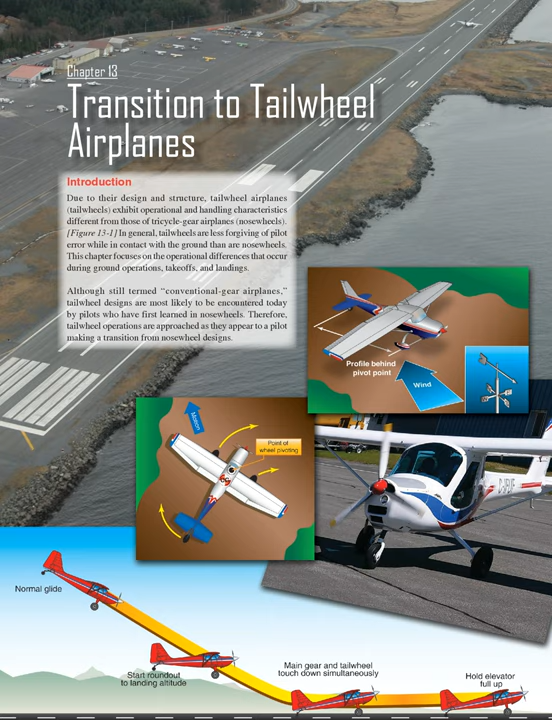 Chapter 13
Transition to Tailwheel
Airplanes
Introduction
Due to their design and structure, tailwheel airplanes
(tailwheels) exhibit operational and handling characteristics
different from those of tricycle-gear airplanes (nosewheels).
[Figure 13-1] In general, tailwheels are less forgiving of pilot
error while in contact with the ground than are nosewheels.
This chapter focuses on the operational differences that occur
during ground operations, takeoffs, and landings.
Although still termed “conventional-gear airplanes,”
tailwheel designs are most likely to be encountered today
by pilots who have first learned in nosewheels. Therefore,
tailwheel operations are approached as they appear to a pilot
making a transition from nosewheel designs.
Profile behind
pivot point
Wind
Motion
Point of
wheel pivoting
Normal glide
Start roundout
to landing altitude
Main gear and tailwheel
touch down simultaneously
Hold elevator
full up